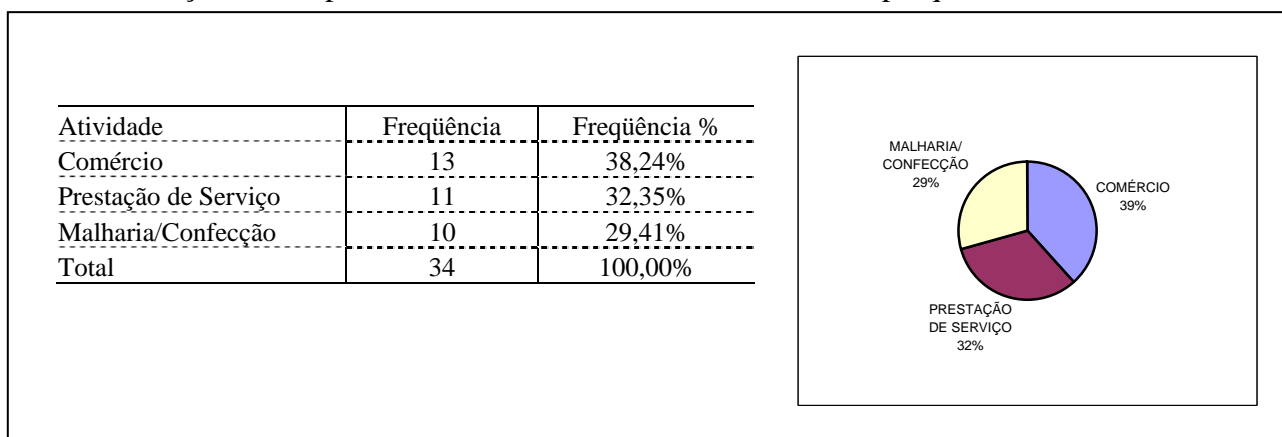 Atividade Freqüência Freqüência %
Comércio 13 38,24%
Prestação de Serviço 11 32,35%
Malharia/Confecção 10 29,41%
Total 34 100,00%
MALHARIA/
CONFECÇÃO
29%
COMÉRCIO
39%
PRESTAÇÃO
DE SERVIÇO
32%